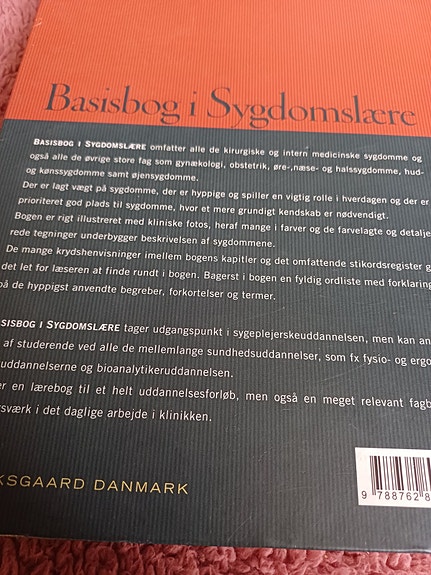 Basisbog i Sygdomslære
BASISBOG I SYGDOMSLÆRE omfatter alle de kirurgiske og intern medicinske sygdomme og
også alle de øvrige store fag som gynækologi, obstetrik, øre-,næse- og halssygdomme, hud-
og kønssygdomme samt øjensygdomme.
Der er lagt vægt på sygdomme, der er hyppige og spiller en vigtig rolle i hverdagen og der er
prioriteret god plads til sygdomme, hvor et mere grundigt kendskab er nødvendigt.
Bogen er rigt illustreret med kliniske fotos, heraf mange i farver og de farvelagte og detalje
rede tegninger underbygger beskrivelsen af sygdommene.
De mange krydshenvisninger imellem bogens kapitler og det omfattende stikordsregister g
det let for læseren at finde rundt i bogen. Bagerst i bogen en fyldig ordliste med forklaring
på de hyppigst anvendte begreber, forkortelser og termer.
ASISBOG I SYGDOMSLÆRE tager udgangspunkt i sygeplejerskeuddannelsen, men kan an
af studerende ved alle de mellemlange sundhedsuddannelser, som fx fysio- og ergo
uddannelserne og bioanalytikeruddannelsen.
er en lærebog til et helt uddannelsesforløb, men også en meget relevant fagb
sværk i det daglige arbejde i klinikken.
KSGAARD DANMARK
9 788762 8